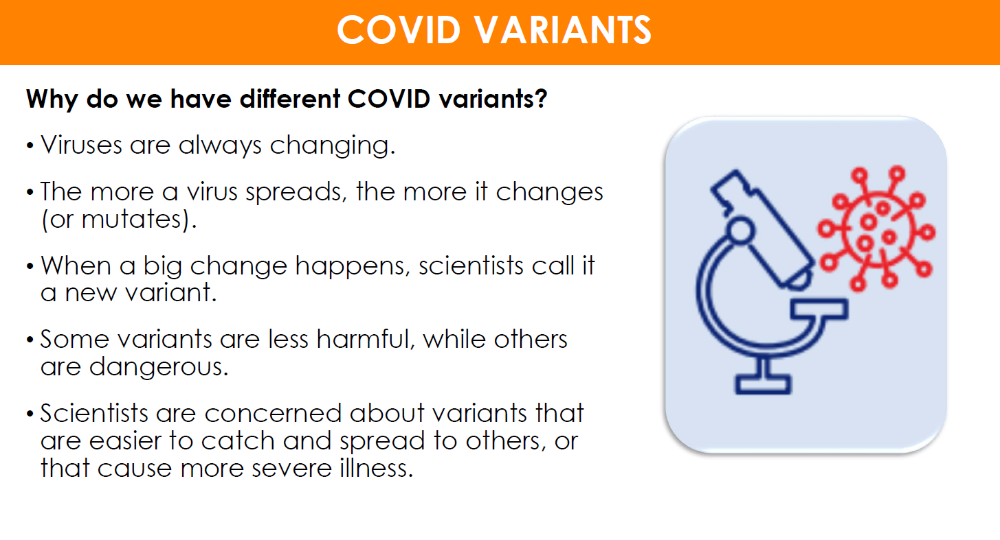 COVID VARIANTS
Why do we have different COVID variants?
• Viruses are always changing.
• The more a virus spreads, the more it changes
(or mutates).
• When a big change happens, scientists call it
a new variant.
• Some variants are less harmful, while others
are dangerous.
• Scientists are concerned about variants that
are easier to catch and spread to others, or
that cause more severe illness.